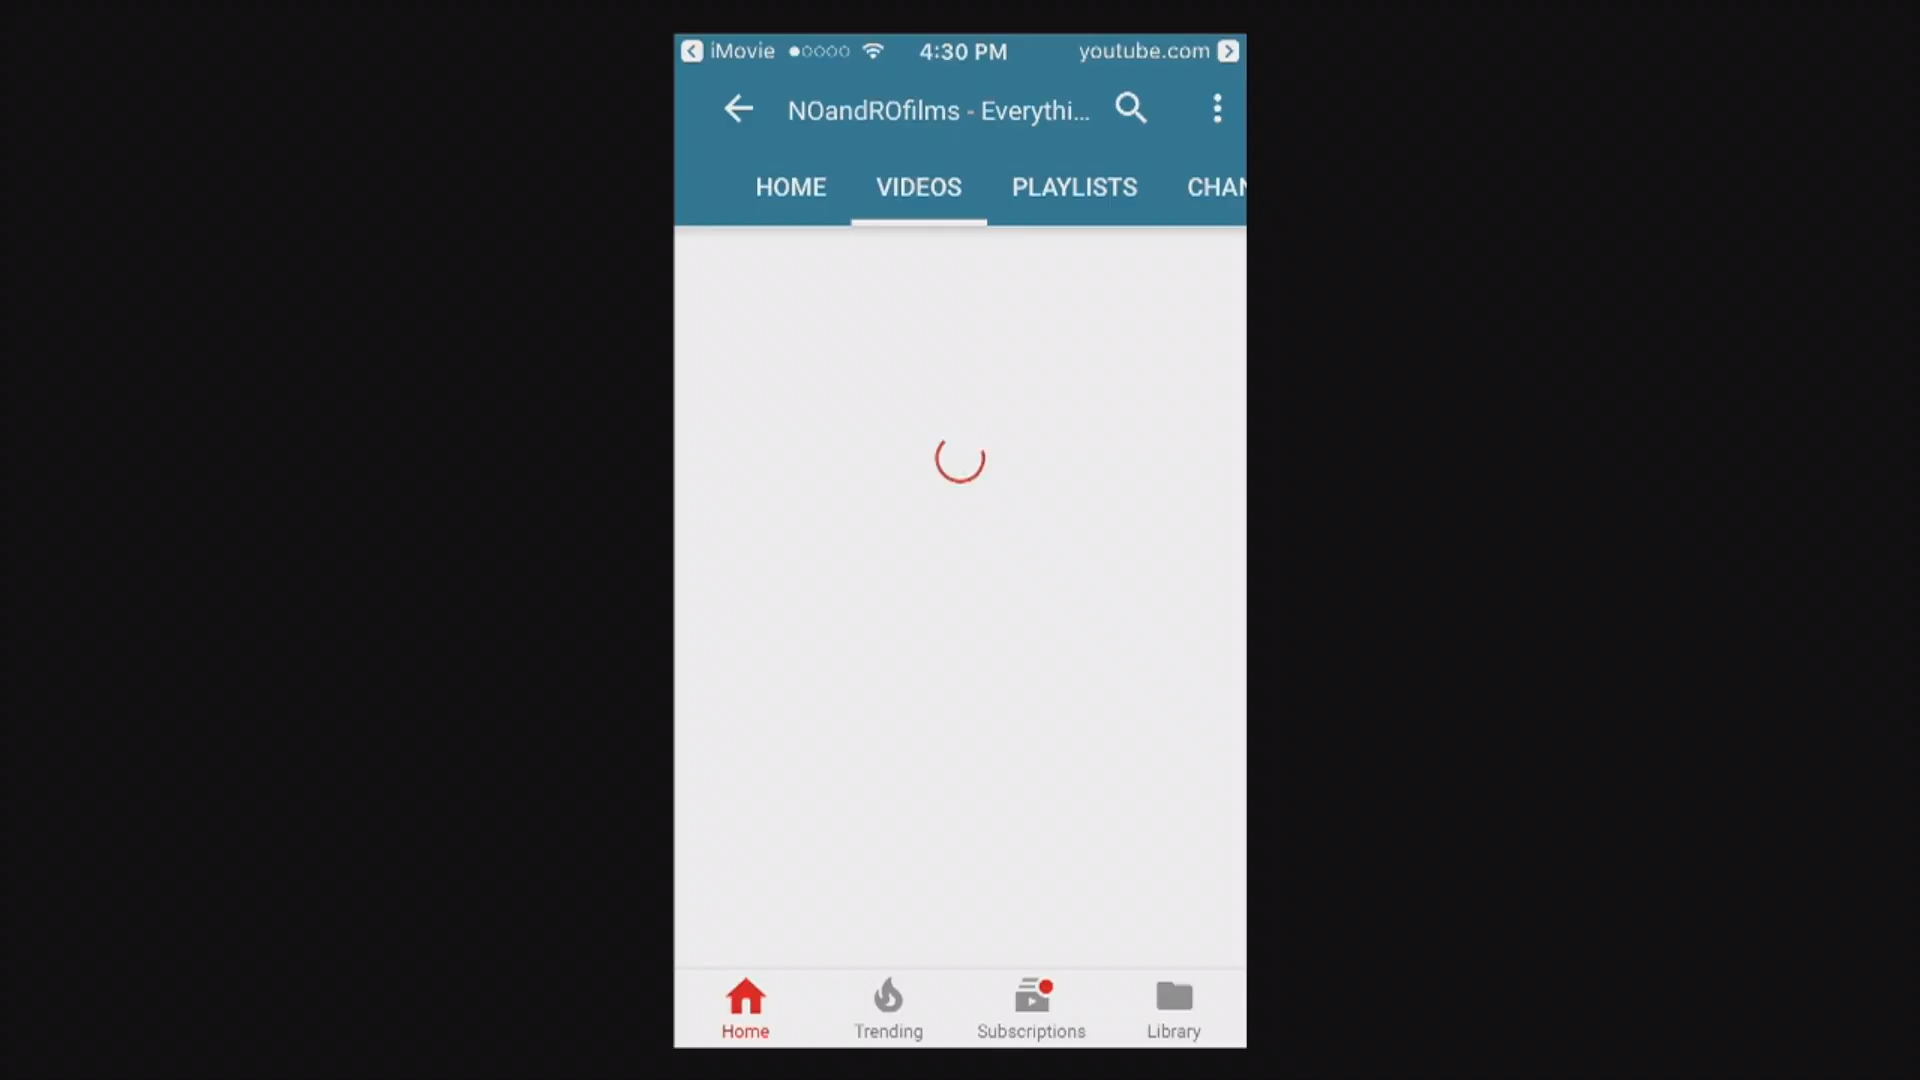 iMovie 4:30 PM youtube.com
NOandROfilms - Everythi...
HOME VIDEOS PLAYLISTS CHAN
Home Trending Subscriptions Library